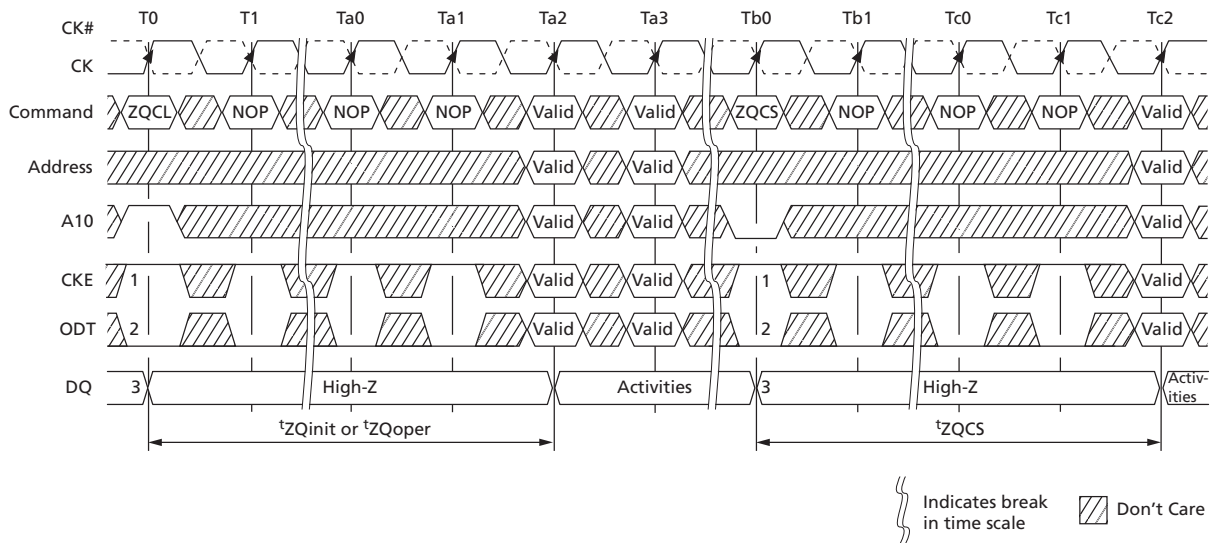 T0 T1 Ta0 Ta1 Ta2 Ta3 Tb0 Tb1 Tc0 Tc1 Tc2
CK#
CK
Command ZQCL NOP NOP NOP Valid Valid ZQCS NOP NOP NOP Valid
Address Valid Valid Valid
A10 Valid Valid Valid
CKE 1 Valid Valid 1 Valid
ODT 2 Valid Valid 2 Valid
DQ 3 High-Z Activities 3 High-Z Activ-
ities
tZQinit or tZQoper tZQCS
Indicates break
in time scale
Don't Care